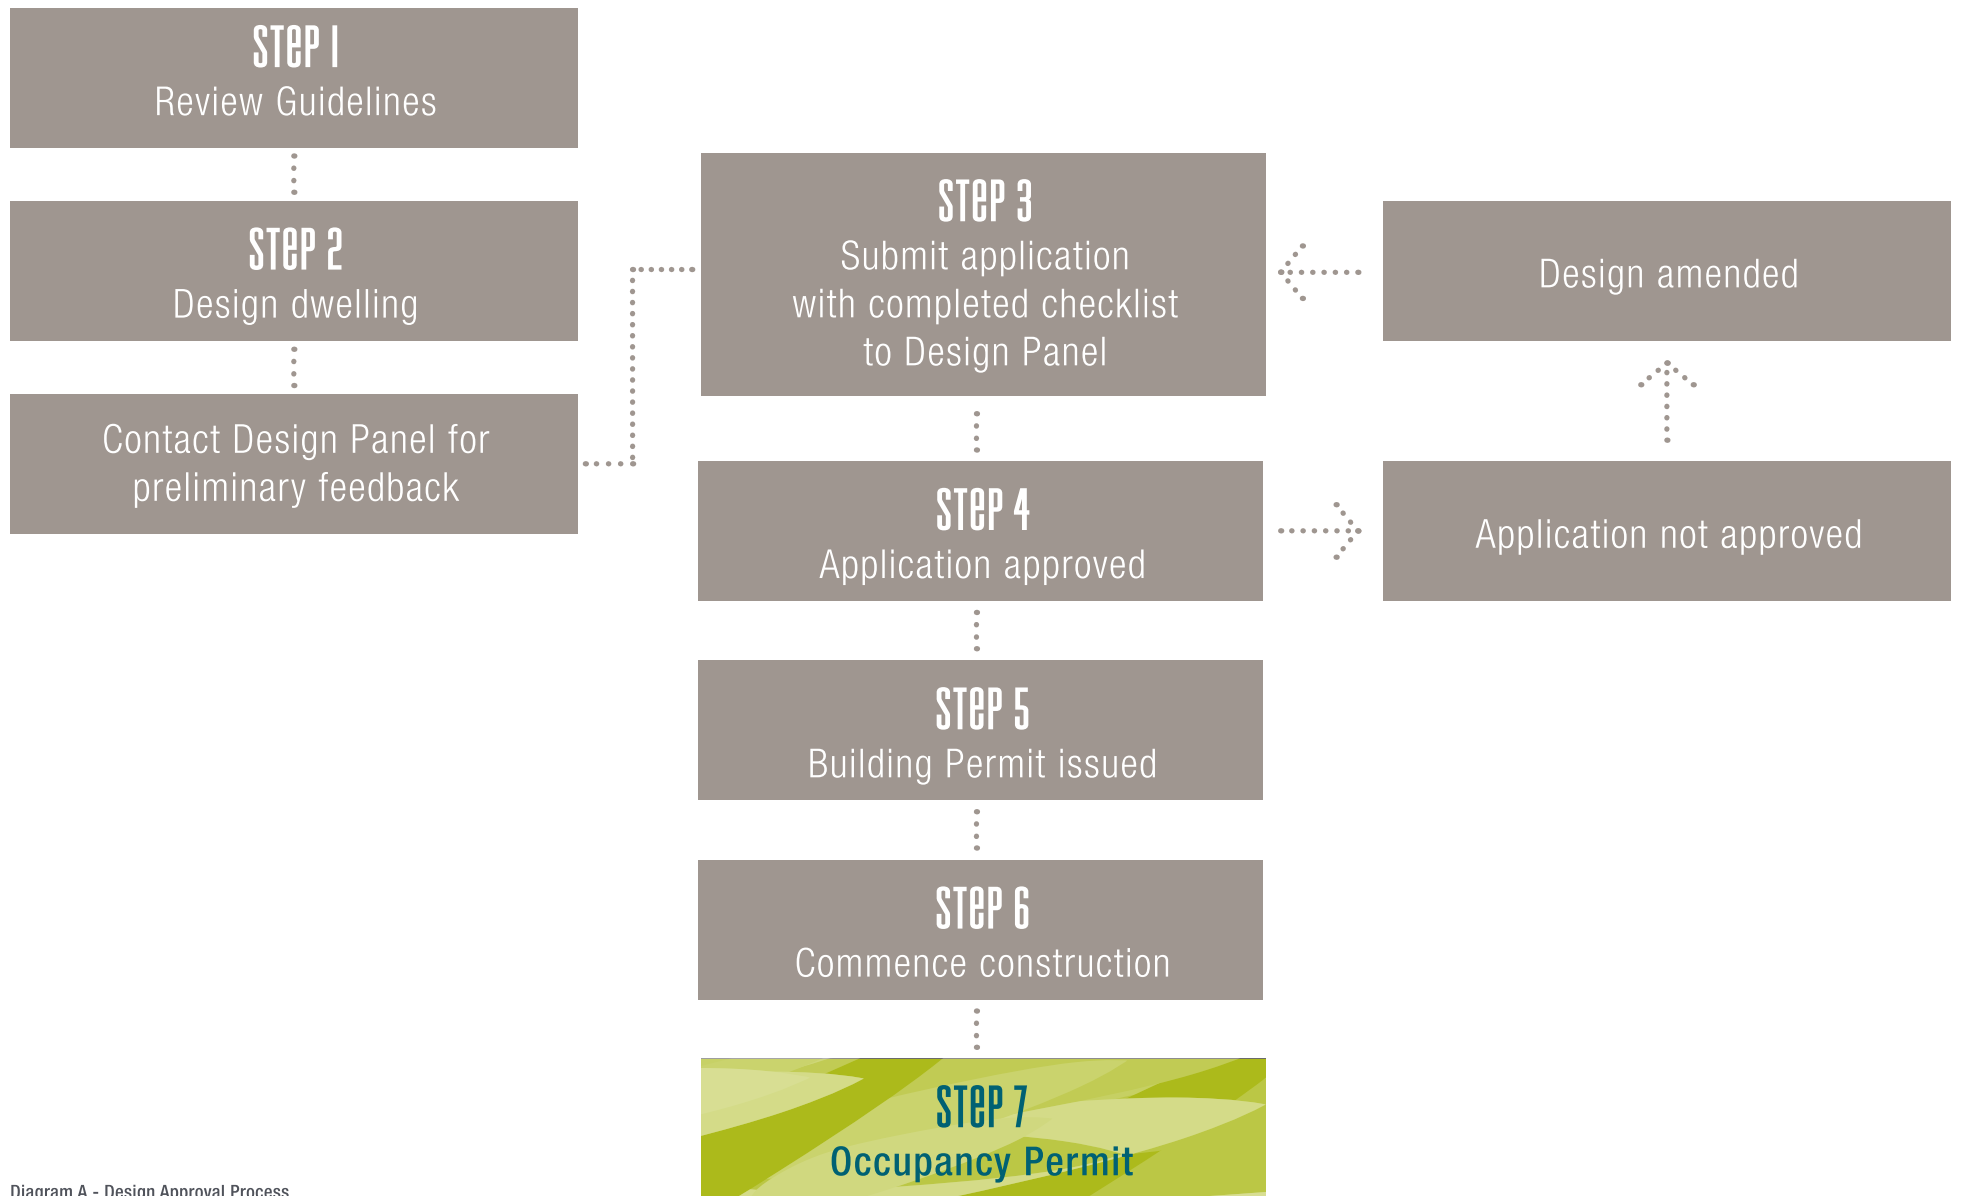 STEP 1
Review Guidelines
STEP 2
Design dwelling
Contact Design Panel for
preliminary feedback
STEP 3
Submit application
with completed checklist
to Design Panel
STEP 4
Application approved
Application not approved
Design amended
STEP 5
Building Permit issued
STEP 6
Commence construction
STEP 7
Occupancy Permit
Diagram A - Design Approval Process